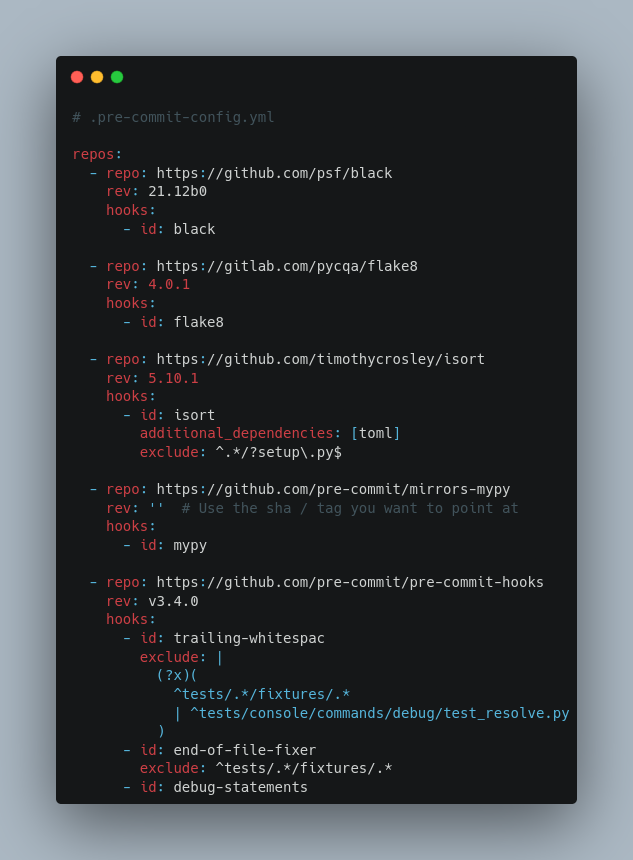 # .pre-commit-config.yml

repos:
  - repo: https://github.com/psf/black
    rev: 21.12b0
    hooks:
      - id: black

  - repo: https://gitlab.com/pycqa/flake8
    rev: 4.0.1
    hooks:
      - id: flake8

  - repo: https://github.com/timothycrosley/isort
    rev: 5.10.1
    hooks:
      - id: isort
        additional_dependencies: [toml]
        exclude: ^.*/?setup\.py$

  - repo: https://github.com/pre-commit/mirrors-mypy
    rev: ''  # Use the sha / tag you want to point at
    hooks:
      - id: mypy

  - repo: https://github.com/pre-commit/pre-commit-hooks
    rev: v3.4.0
    hooks:
      - id: trailing-whitespac
        exclude: |
          (?x)(
            ^tests/.*/fixtures/.*
            | ^tests/console/commands/debug/test_resolve.py
          )
      - id: end-of-file-fixer
        exclude: ^tests/.*/fixtures/.*
      - id: debug-statements